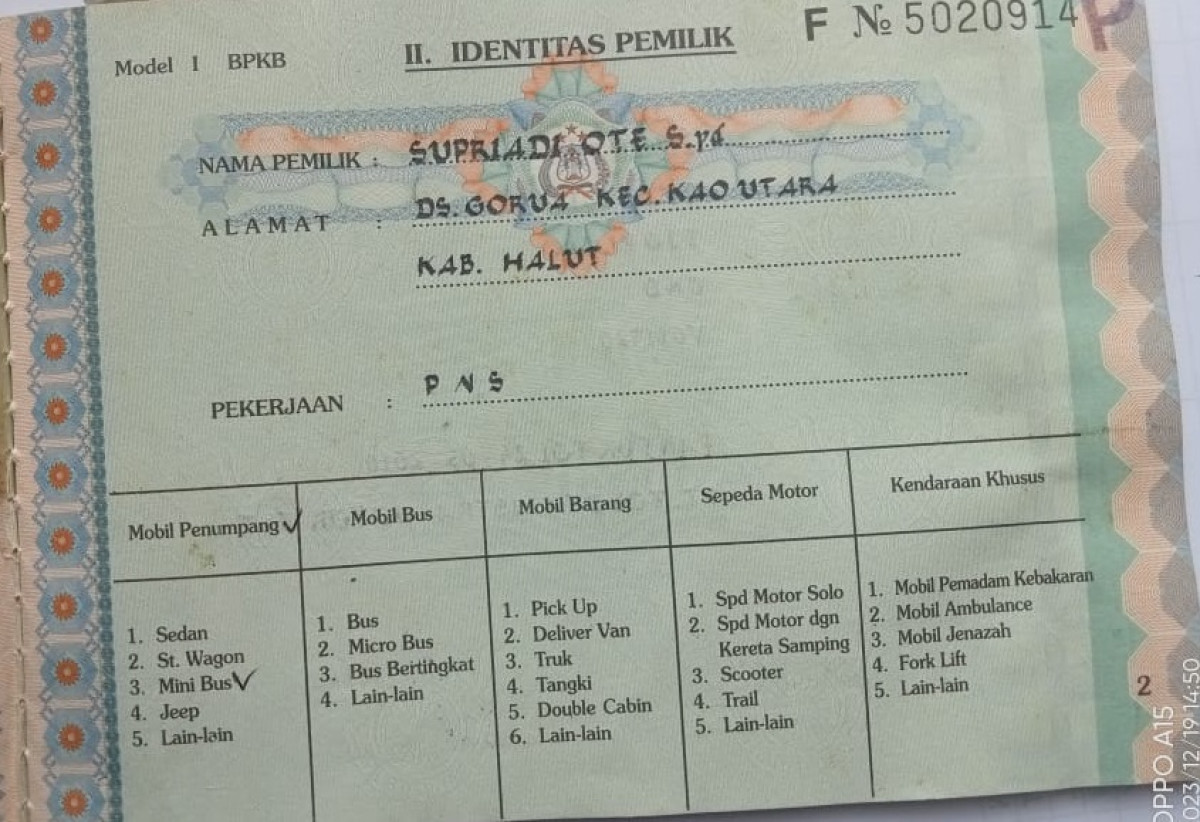 Model I BPKB
II. IDENTITAS PEMILIK
F № 5020914
P
NAMA PEMILIK : SUPRIADI OTE S.Pd
ALAMAT : DS. GORUA KEC. KAO UTARA
KAB. HALUT
PEKERJAAN : PNS
Mobil Penumpang ✓
1. Sedan
2. St. Wagon
3. Mini Bus ✓
4. Jeep
5. Lain-lain
Mobil Bus
1. Bus
2. Micro Bus
3. Bus Bertingkat
4. Lain-lain
Mobil Barang
1. Pick Up
2. Deliver Van
3. Truk
4. Tangki
5. Double Cabin
6. Lain-lain
Sepeda Motor
1. Spd Motor Solo
2. Spd Motor dgn
Kereta Samping
3. Scooter
4. Trail
5. Lain-lain
Kendaraan Khusus
1. Mobil Pemadam Kebakaran
2. Mobil Ambulance
3. Mobil Jenazah
4. Fork Lift
5. Lain-lain
2
OPPO A15
023/12/19 14:50